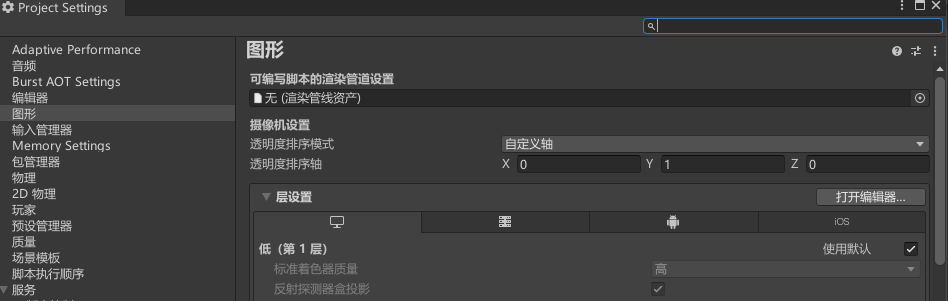 Project Settings
Adaptive Performance
音频
Burst AOT Settings
编辑器
图形
输入管理器
Memory Settings
包管理器
物理
2D 物理
玩家
预设管理器
质量
场景模板
脚本执行顺序
服务
图形
可编写脚本的渲染管道设置
无 (渲染管线资产)
摄像机设置
透明度排序模式 自定义轴
透明度排序轴 X 0 Y 1 Z 0
层设置 打开编辑器...
iOS
低（第 1 层） 使用默认
标准着色器质量 高
反射探测器盒投影